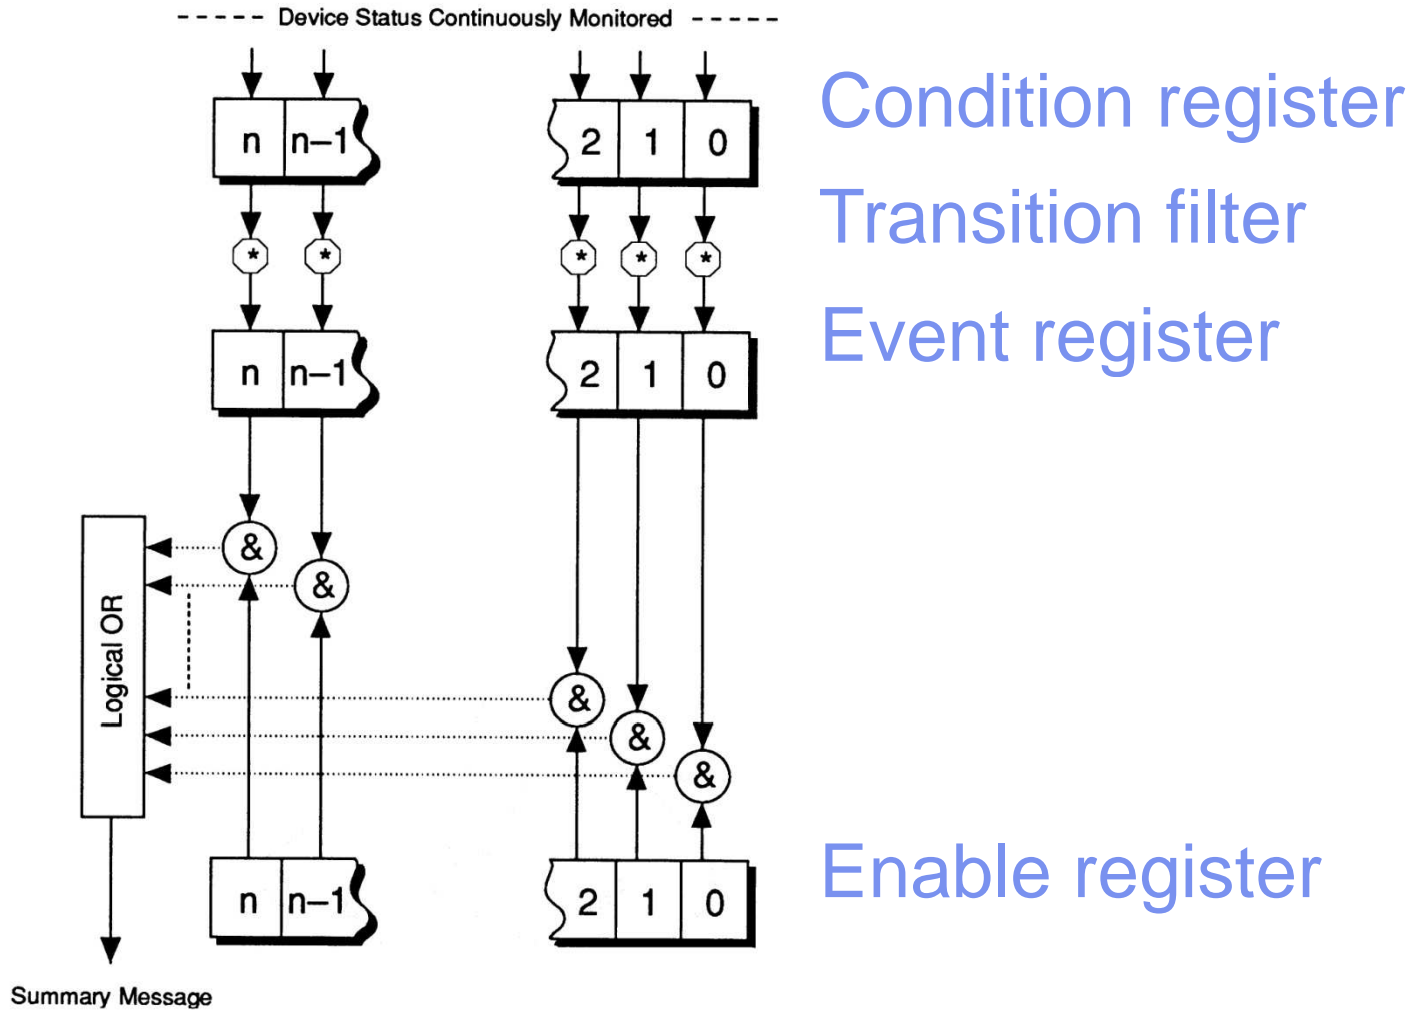 ----- Device Status Continuously Monitored -----
n n–1 2 1 0 Condition register
* * * * * Transition filter
n n–1 2 1 0 Event register
&
&
Logical OR
&
&
&
n n–1 2 1 0 Enable register
Summary Message